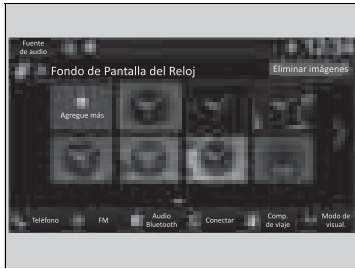 Fuente
de audio
Fondo de Pantalla del Reloj
Eliminar imágenes
Agregue más
Teléfono
FM
Audio
Bluetooth
Conectar
Comp.
de viaje
Modo de
visual.